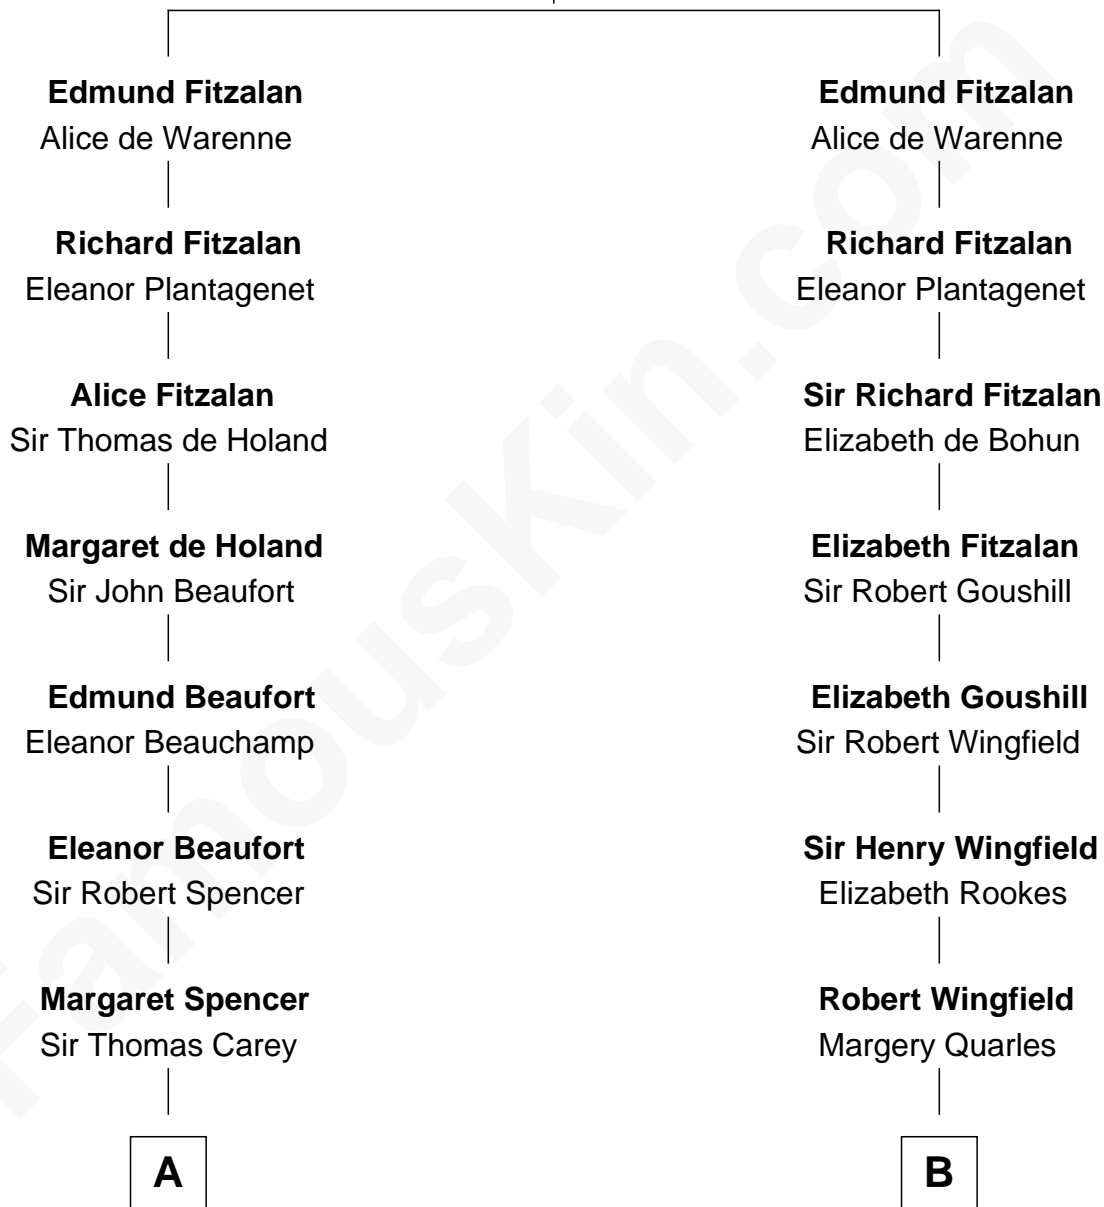 Edmund Fitzalan
Alice de Warenne
Richard Fitzalan
Eleanor Plantagenet
Alice Fitzalan
Sir Thomas de Holand
Margaret de Holand
Sir John Beaufort
Edmund Beaufort
Eleanor Beauchamp
Eleanor Beaufort
Sir Robert Spencer
Margaret Spencer
Sir Thomas Carey
A
Edmund Fitzalan
Alice de Warenne
Richard Fitzalan
Eleanor Plantagenet
Sir Richard Fitzalan
Elizabeth de Bohun
Elizabeth Fitzalan
Sir Robert Goushill
Elizabeth Goushill
Sir Robert Wingfield
Sir Henry Wingfield
Elizabeth Rookes
Robert Wingfield
Margery Quarles
B
FamousKin.com